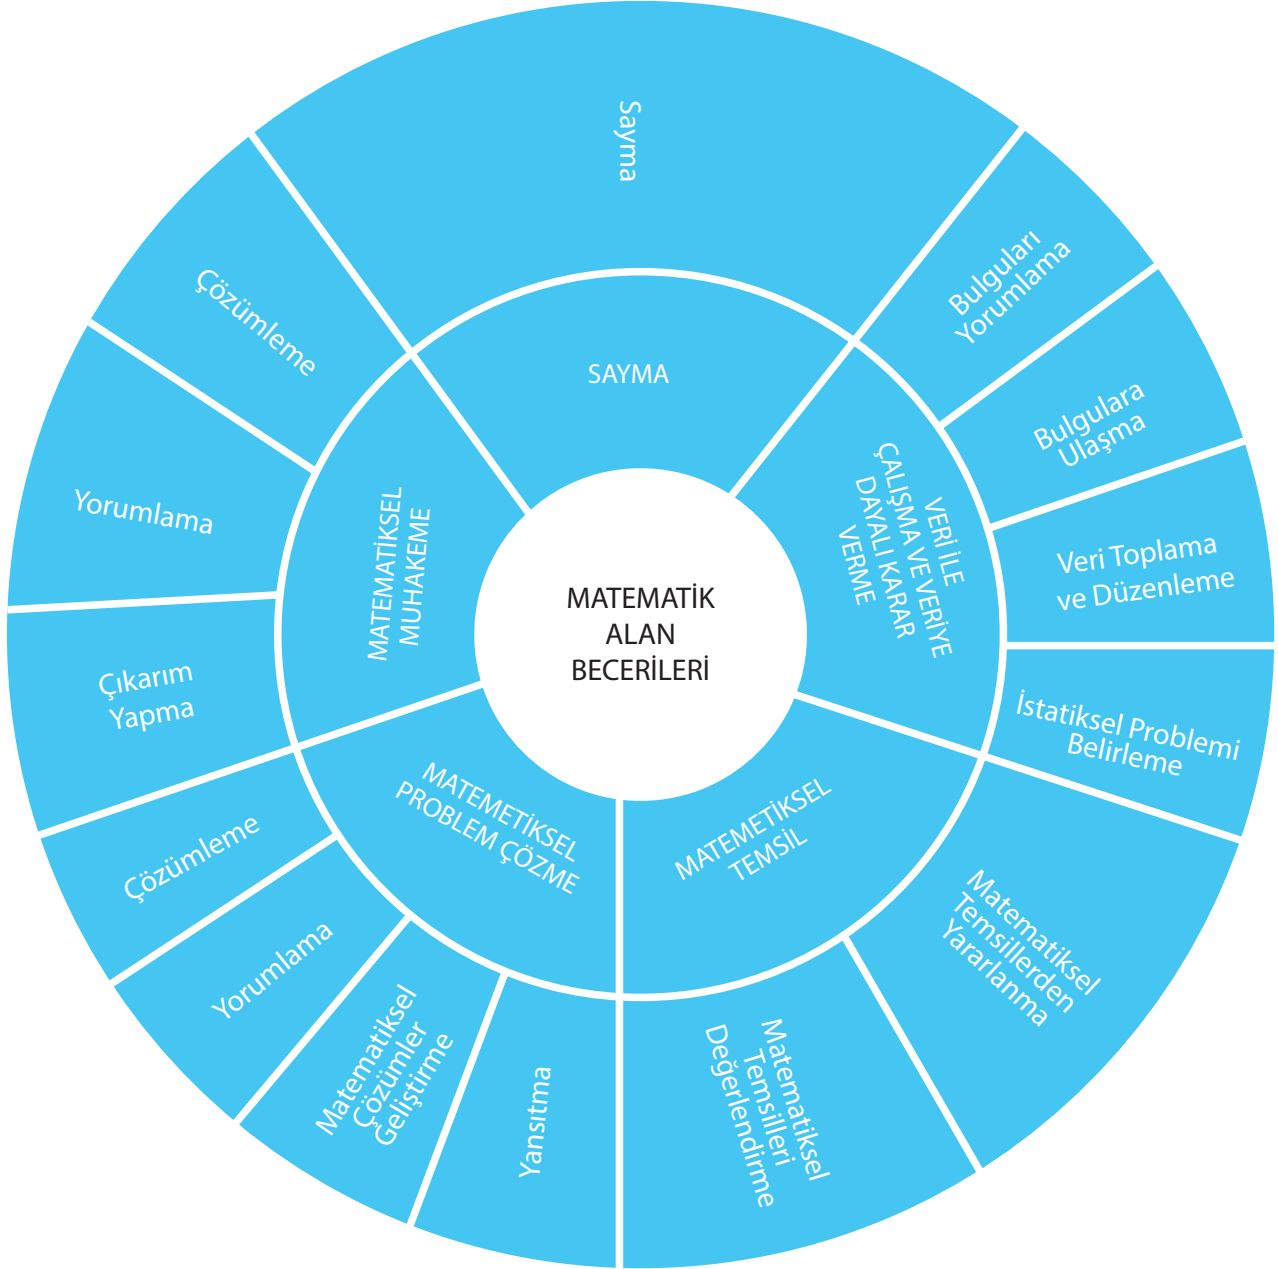 MATEMATİK
ALAN
BECERİLERİ
SAYMA
Sayma
VERİ İLE
ÇALIŞMA VE VERİYE
DAYALI KARAR
VERME
Bulguları
Yorumlama
Bulgulara
Ulaşma
Veri Toplama
ve Düzenleme
İstatiksel Problemi
Belirleme
MATEMETİKSEL
TEMSİL
Matematiksel
Temsillerden
Yararlanma
Matematiksel
Temsilleri
Değerlendirme
MATEMETİKSEL
PROBLEM ÇÖZME
Yansıtma
Matematiksel
Çözümler
Geliştirme
Yorumlama
Çözümleme
MATEMATİKSEL
MUHAKEME
Çıkarım
Yapma
Yorumlama
Çözümleme